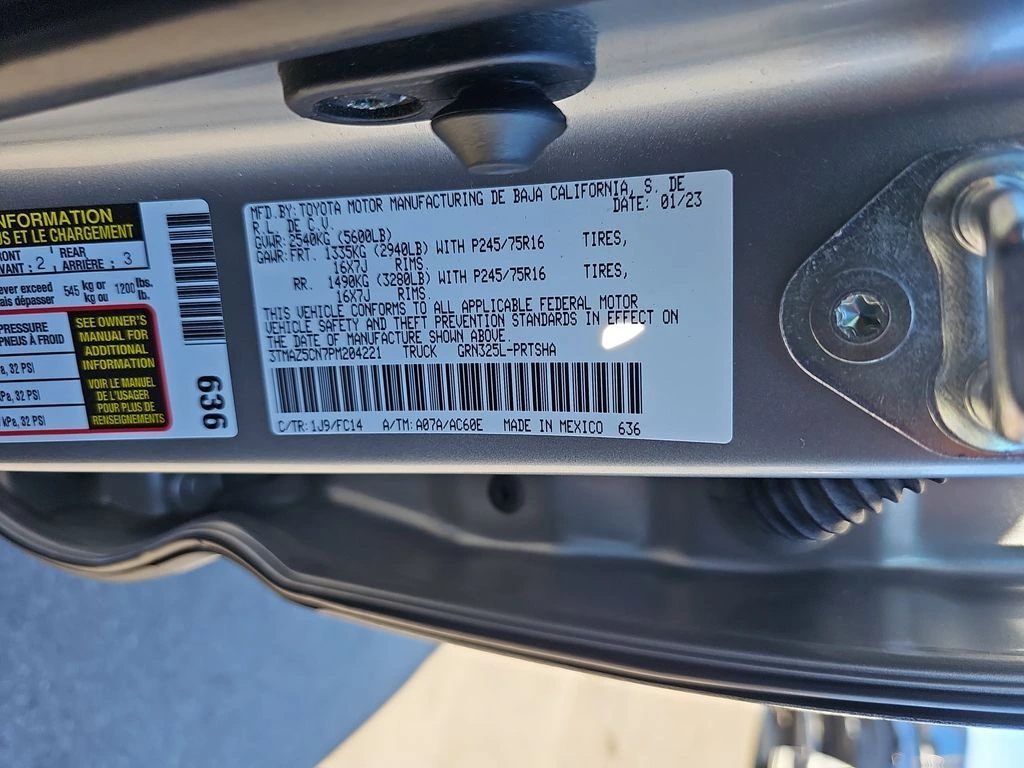 INFORMATION
US ET LE CHARGEMENT
FRONT
AVANT : 2
REAR
ARRIÈRE : 3
ever exceed
ais dépasser
545 kg or
kg ou
1200 lbs.
lb.
PRESSURE
PNEUS À FROID
a, 32 PSI
kPa, 32 PSI
kPa, 32 PSI
SEE OWNER'S
MANUAL FOR
ADDITIONAL
INFORMATION
VOIR LE MANUEL
DE L'USAGER
POUR PLUS DE
RENSEIGNEMENTS
636
MFD.BY: TOYOTA MOTOR MANUFACTURING DE BAJA CALIFORNIA, S. DE
R.L. DE C.V. DATE: 01/23
GVWR: 2540KG (5600LB)
GAWR: FRT. 1335KG (2940LB) WITH P245/75R16 TIRES,
16X7J RIMS.
RR. 1490KG (3280LB) WITH P245/75R16 TIRES,
16X7J RIMS.
THIS VEHICLE CONFORMS TO ALL APPLICABLE FEDERAL MOTOR
VEHICLE SAFETY AND THEFT PREVENTION STANDARDS IN EFFECT ON
THE DATE OF MANUFACTURE SHOWN ABOVE.
3TMAZ5CN7PM204221 TRUCK GRN325L-PRTSHA
C/TR: 1J9/FC14 A/TM: A07A/AC60E MADE IN MEXICO 636